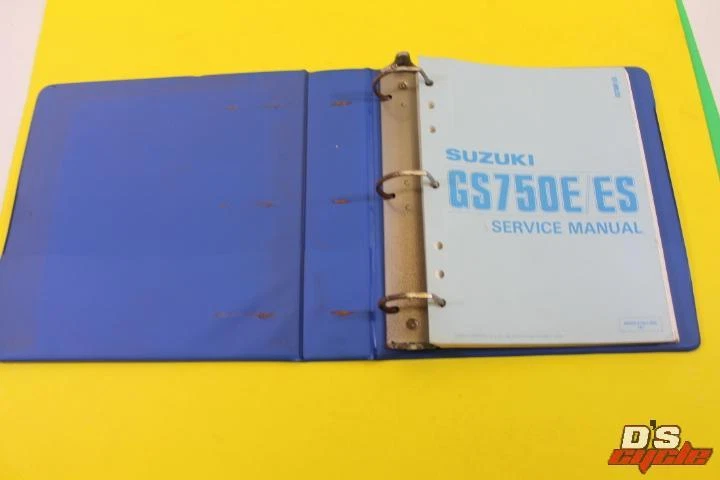 SUZUKI
GS750E/ES
SERVICE MANUAL
D'S
cycle